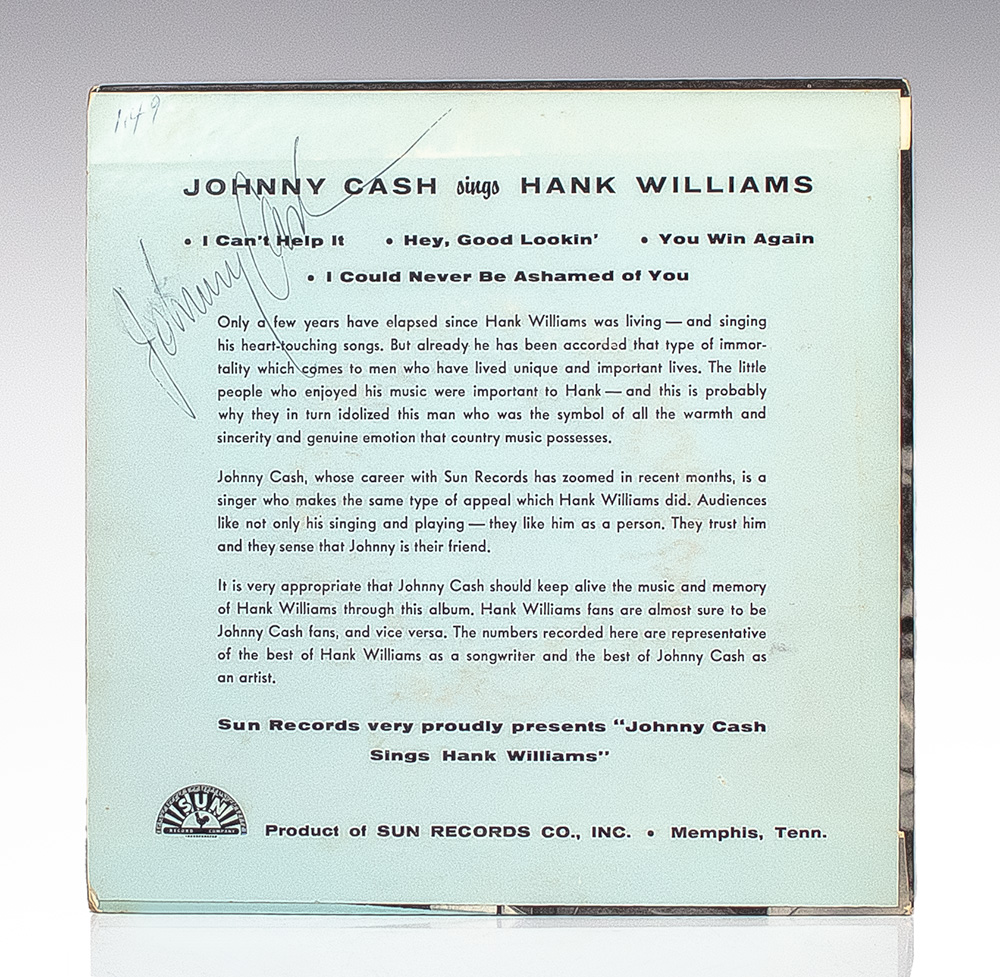 1.49
JOHNNY CASH sings HANK WILLIAMS
• I Can't Help It • Hey, Good Lookin' • You Win Again
• I Could Never Be Ashamed of You
Johnny Cash
Only a few years have elapsed since Hank Williams was living — and singing
his heart-touching songs. But already he has been accorded that type of immor-
tality which comes to men who have lived unique and important lives. The little
people who enjoyed his music were important to Hank — and this is probably
why they in turn idolized this man who was the symbol of all the warmth and
sincerity and genuine emotion that country music possesses.
Johnny Cash, whose career with Sun Records has zoomed in recent months, is a
singer who makes the same type of appeal which Hank Williams did. Audiences
like not only his singing and playing — they like him as a person. They trust him
and they sense that Johnny is their friend.
It is very appropriate that Johnny Cash should keep alive the music and memory
of Hank Williams through this album. Hank Williams fans are almost sure to be
Johnny Cash fans, and vice versa. The numbers recorded here are representative
of the best of Hank Williams as a songwriter and the best of Johnny Cash as
an artist.
Sun Records very proudly presents “Johnny Cash
Sings Hank Williams”
SUN
RECORD COMPANY
Product of SUN RECORDS CO., INC. • Memphis, Tenn.